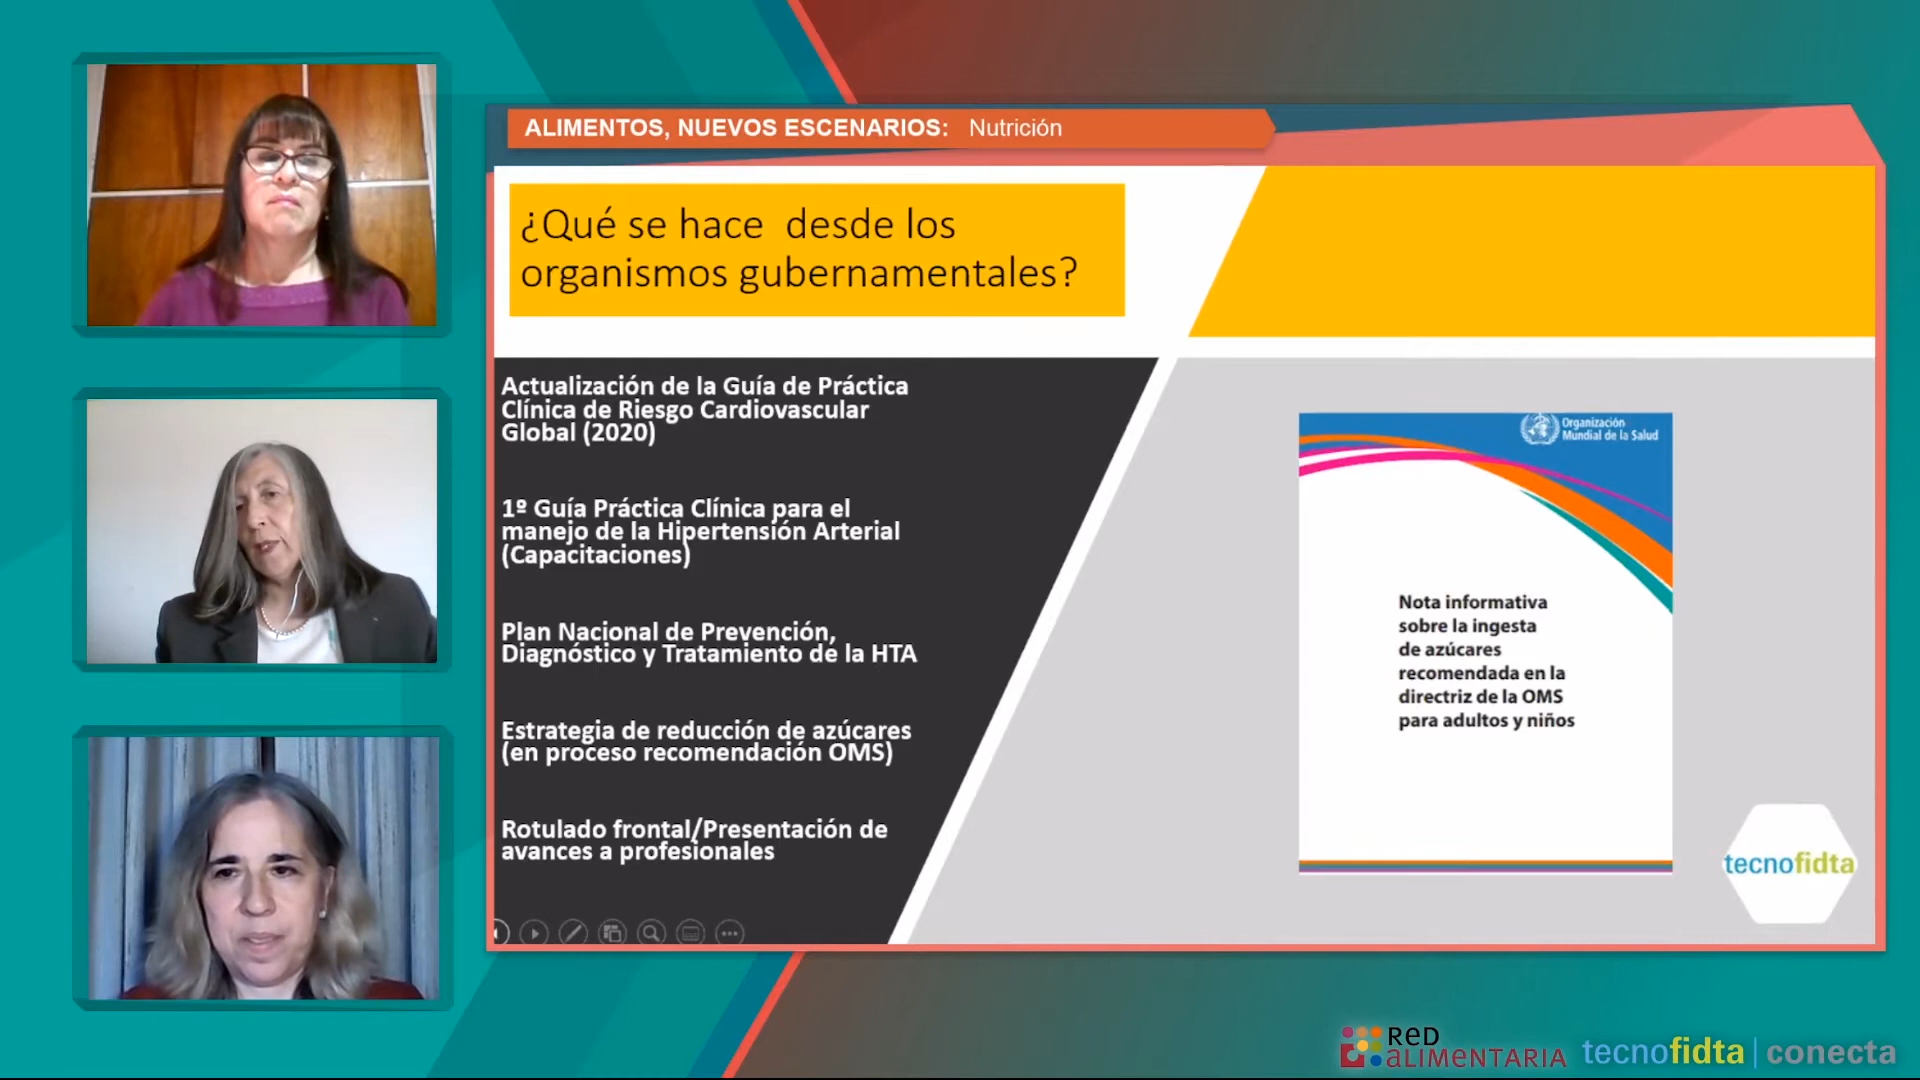 ALIMENTOS, NUEVOS ESCENARIOS: Nutrición
¿Qué se hace desde los
organismos gubernamentales?
Actualización de la Guía de Práctica
Clínica de Riesgo Cardiovascular
Global (2020)
1º Guía Práctica Clínica para el
manejo de la Hipertensión Arterial
(Capacitaciones)
Plan Nacional de Prevención,
Diagnóstico y Tratamiento de la HTA
Estrategia de reducción de azúcares
(en proceso recomendación OMS)
Rotulado frontal/Presentación de
avances a profesionales
Organización
Mundial de la Salud
Nota informativa
sobre la ingesta
de azúcares
recomendada en la
directriz de la OMS
para adultos y niños
tecnofidta
RED
ALIMENTARIA
tecnofidta | conecta